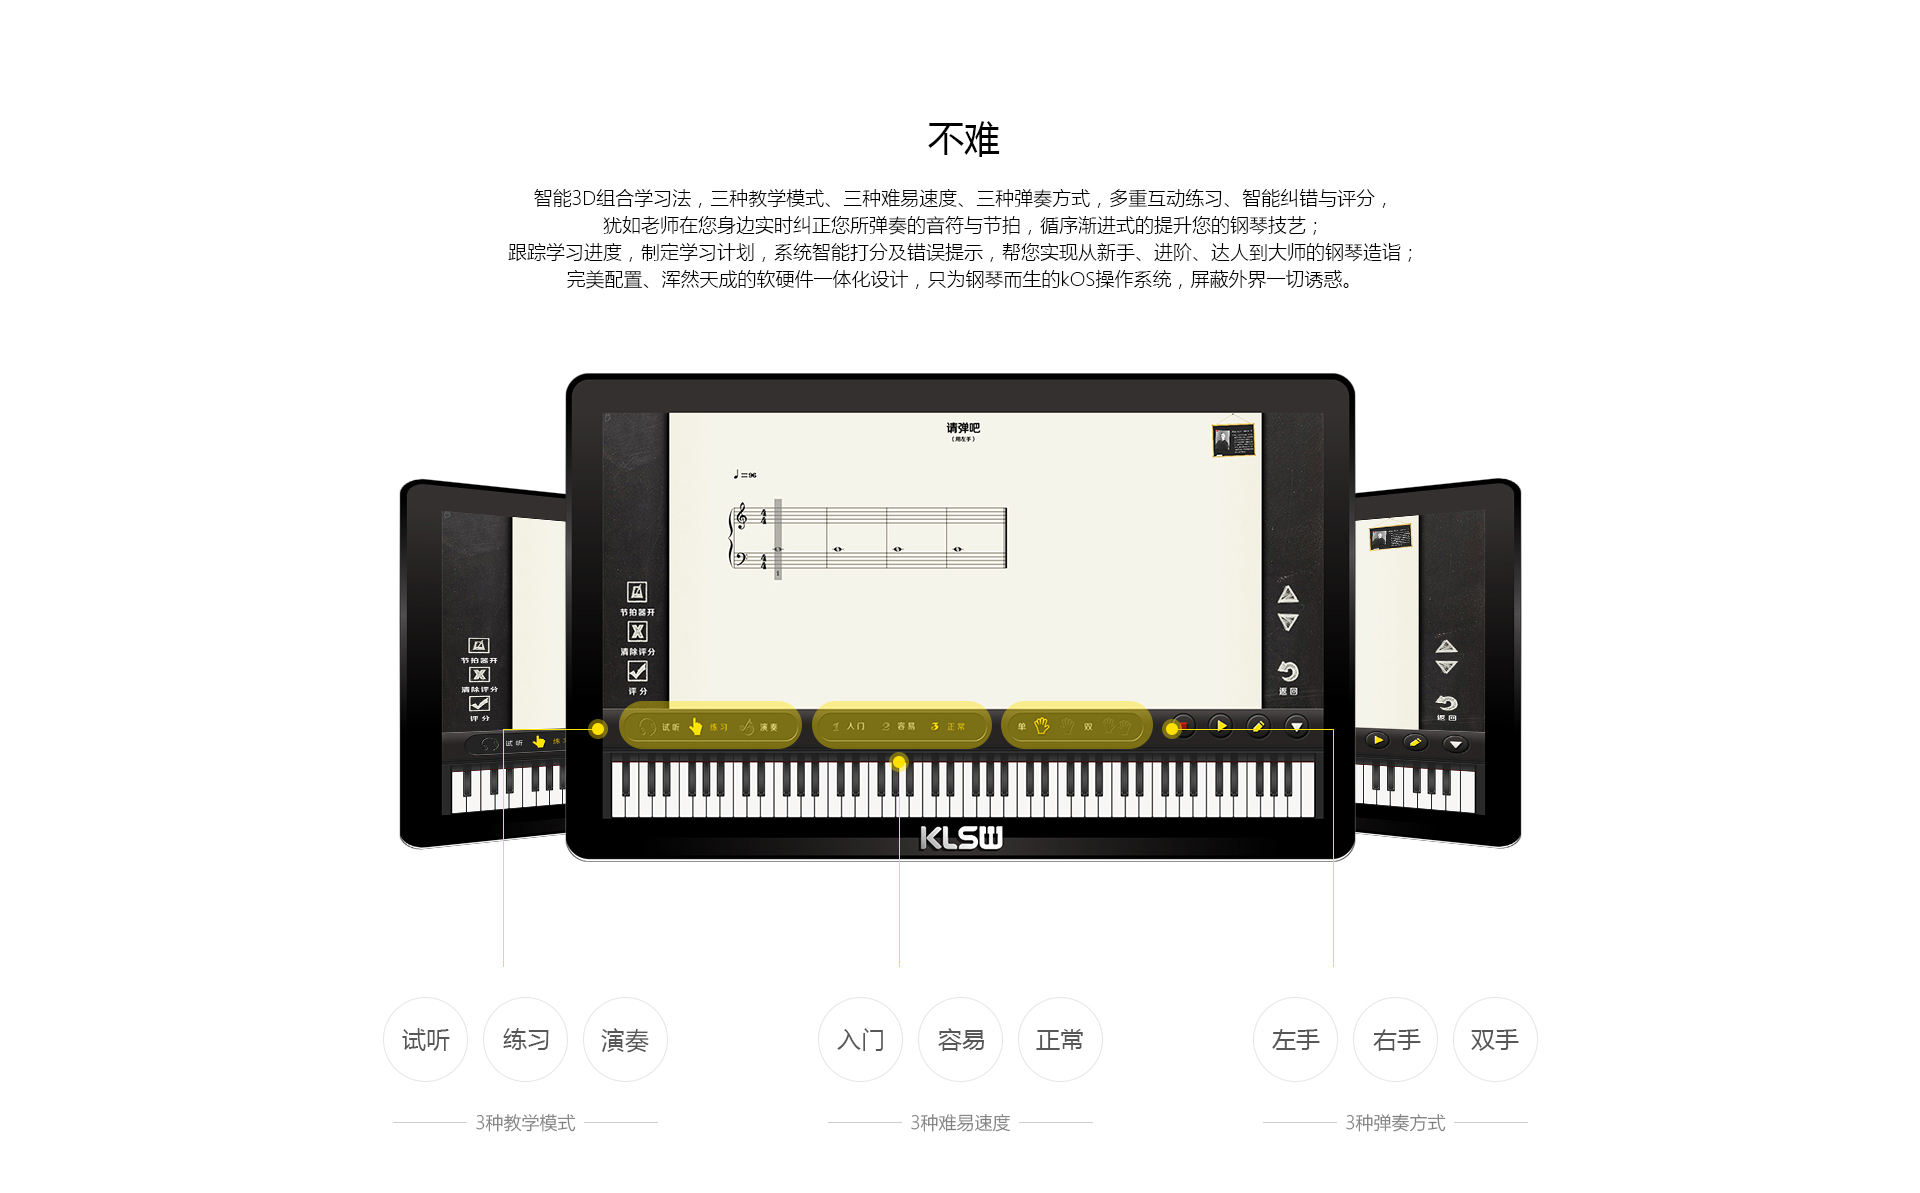 不难
智能3D组合学习法，三种教学模式、三种难易速度、三种弹奏方式，多重互动练习、智能纠错与评分，
犹如老师在您身边实时纠正您所弹奏的音符与节拍，循序渐进式的提升您的钢琴技艺；
跟踪学习进度，制定学习计划，系统智能打分及错误提示，帮您实现从新手、进阶、达人到大师的钢琴造诣；
完美配置、浑然天成的软硬件一体化设计，只为钢琴而生的kOS操作系统，屏蔽外界一切诱惑。
请弹吧
（用左手）
♩=96
4
4
4
4
1
节拍器开
清除评分
评分
返回
节拍器开
清除评分
评分
返回
试听 练习 演奏
1 入门 2 容易 3 正常
单 双
试听 练习
KLSW
试听 练习 演奏
入门 容易 正常
左手 右手 双手
3种教学模式
3种难易速度
3种弹奏方式